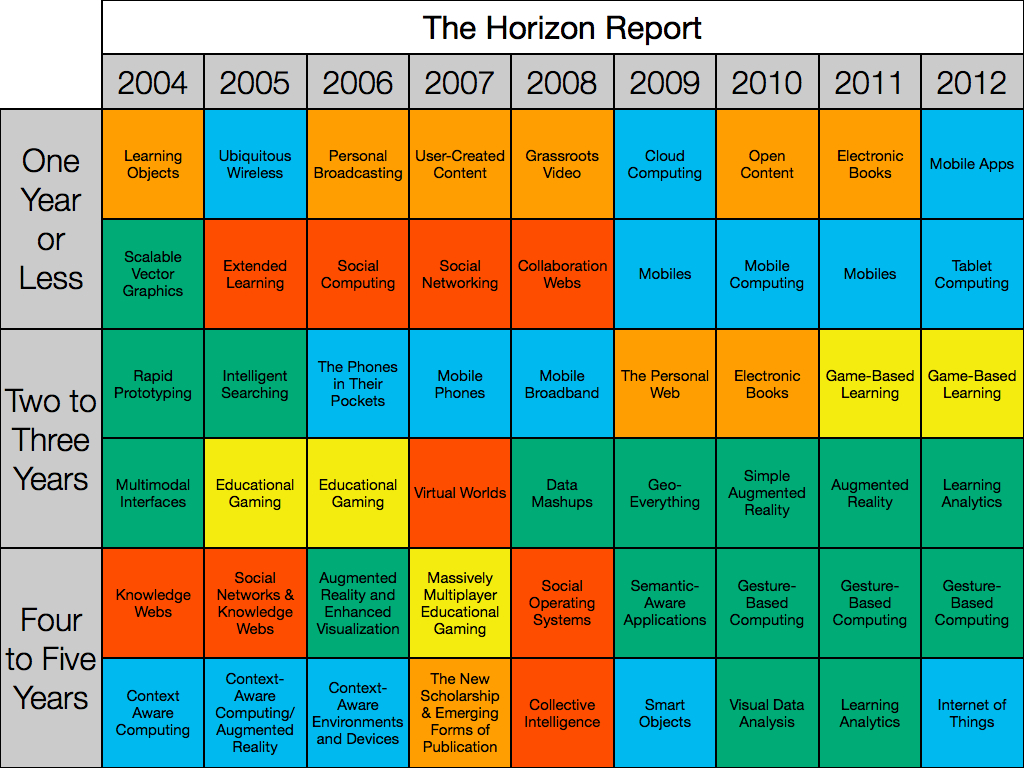 The Horizon Report
2004 2005 2006 2007 2008 2009 2010 2011 2012
One
Year
or
Less
Learning
Objects
Ubiquitous
Wireless
Personal
Broadcasting
User-Created
Content
Grassroots
Video
Cloud
Computing
Open
Content
Electronic
Books
Mobile Apps
Scalable
Vector
Graphics
Extended
Learning
Social
Computing
Social
Networking
Collaboration
Webs
Mobiles
Mobile
Computing
Mobiles
Tablet
Computing
Two to
Three
Years
Rapid
Prototyping
Intelligent
Searching
The Phones
in Their
Pockets
Mobile
Phones
Mobile
Broadband
The Personal
Web
Electronic
Books
Game-Based
Learning
Game-Based
Learning
Multimodal
Interfaces
Educational
Gaming
Educational
Gaming
Virtual Worlds
Data
Mashups
Geo-
Everything
Simple
Augmented
Reality
Augmented
Reality
Learning
Analytics
Four
to Five
Years
Knowledge
Webs
Social
Networks &
Knowledge
Webs
Augmented
Reality and
Enhanced
Visualization
Massively
Multiplayer
Educational
Gaming
Social
Operating
Systems
Semantic-
Aware
Applications
Gesture-
Based
Computing
Gesture-
Based
Computing
Gesture-
Based
Computing
Context
Aware
Computing
Context-
Aware
Computing/
Augmented
Reality
Context-
Aware
Environments
and Devices
The New
Scholarship
& Emerging
Forms of
Publication
Collective
Intelligence
Smart
Objects
Visual Data
Analysis
Learning
Analytics
Internet of
Things